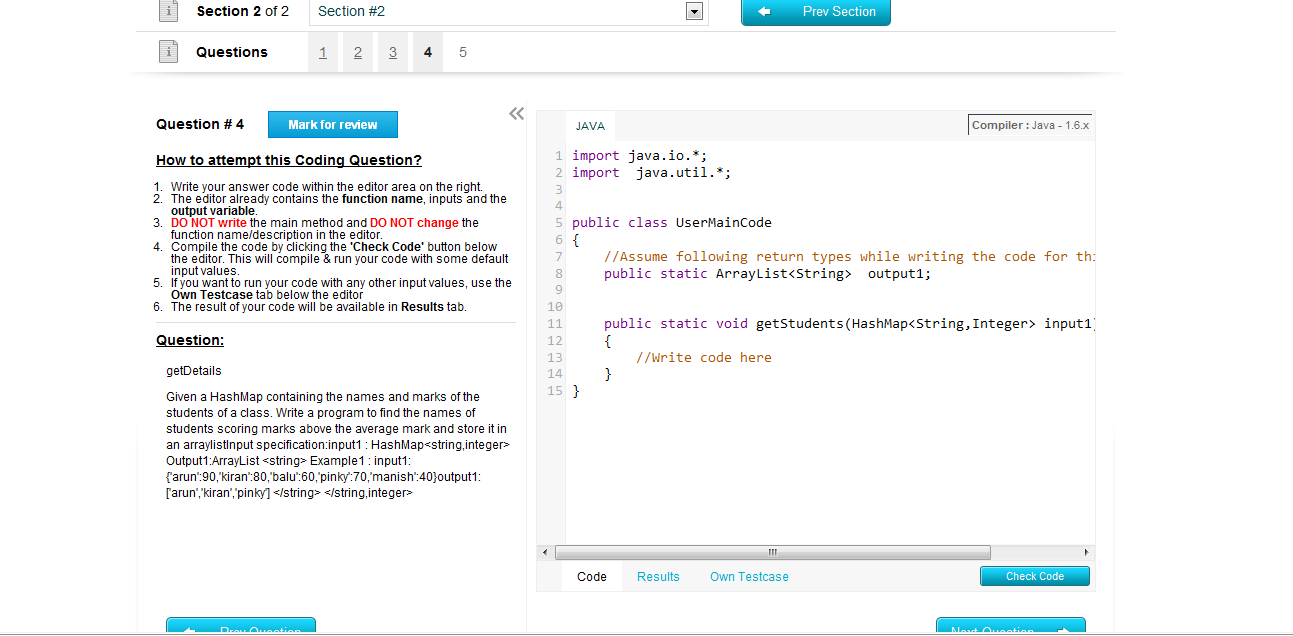 Section 2 of 2
Section #2
Prev Section
Questions
1 2 3 4 5
Question # 4
Mark for review
How to attempt this Coding Question?
1. Write your answer code within the editor area on the right.
2. The editor already contains the function name, inputs and the
output variable.
3. DO NOT write the main method and DO NOT change the
function name/description in the editor.
4. Compile the code by clicking the 'Check Code' button below
the editor. This will compile & run your code with some default
input values.
5. If you want to run your code with any other input values, use the
Own Testcase tab below the editor
6. The result of your code will be available in Results tab.
Question:
getDetails
Given a HashMap containing the names and marks of the
students of a class. Write a program to find the names of
students scoring marks above the average mark and store it in
an arraylistInput specification:input1 : HashMap<string,integer>
Output1:ArrayList <string> Example1 : input1:
{'arun':90,'kiran':80,'balu':60,'pinky':70,'manish':40}output1:
['arun','kiran','pinky'] </string> </string,integer>
JAVA
Compiler : Java - 1.6.x
1 import java.io.*;
2 import  java.util.*;
3
4
5 public class UserMainCode
6 {
7     //Assume following return types while writing the code for thi
8     public static ArrayList<String>  output1;
9
10
11     public static void getStudents(HashMap<String,Integer> input1)
12     {
13         //Write code here
14     }
15 }
Code
Results
Own Testcase
Check Code
Prev Question
Next Question